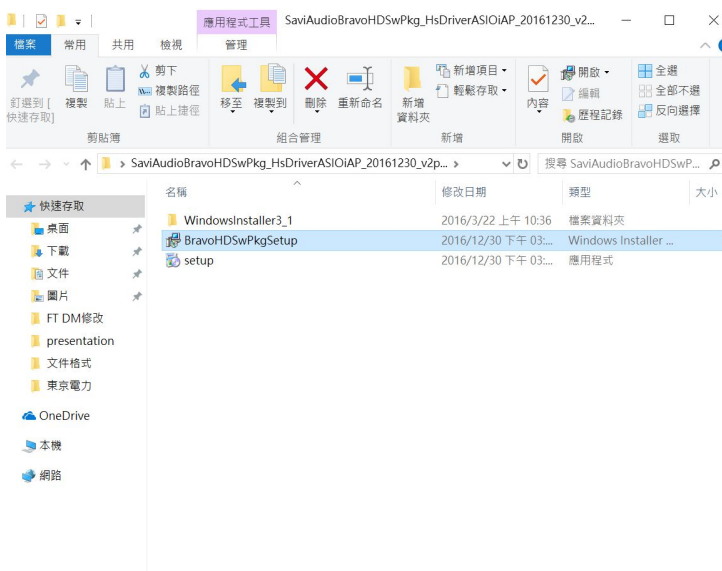 應用程式工具 SaviAudioBravoHDSwPkg_HsDriverASIOiAP_20161230_v2...
檔案 常用 共用 檢視 管理
釘選到 [快速存取]
複製
貼上
剪下
複製路徑
貼上捷徑
移至
複製到
刪除
重新命名
新增
資料夾
新增項目
輕鬆存取
內容
開啟
編輯
歷程記錄
全選
全部不選
反向選擇
剪貼簿 組合管理 新增 開啟 選取
SaviAudioBravoHDSwPkg_HsDriverASIOiAP_20161230_v2p...
搜尋 SaviAudioBravoHDSwP...
名稱 修改日期 類型 大小
快速存取
桌面
下載
文件
圖片
FT DM修改
presentation
文件格式
東京電力
OneDrive
本機
網路
WindowsInstaller3_1 2016/3/22 上午 10:36 檔案資料夾
BravoHDSwPkgSetup 2016/12/30 下午 03:... Windows Installer ...
setup 2016/12/30 下午 03:... 應用程式